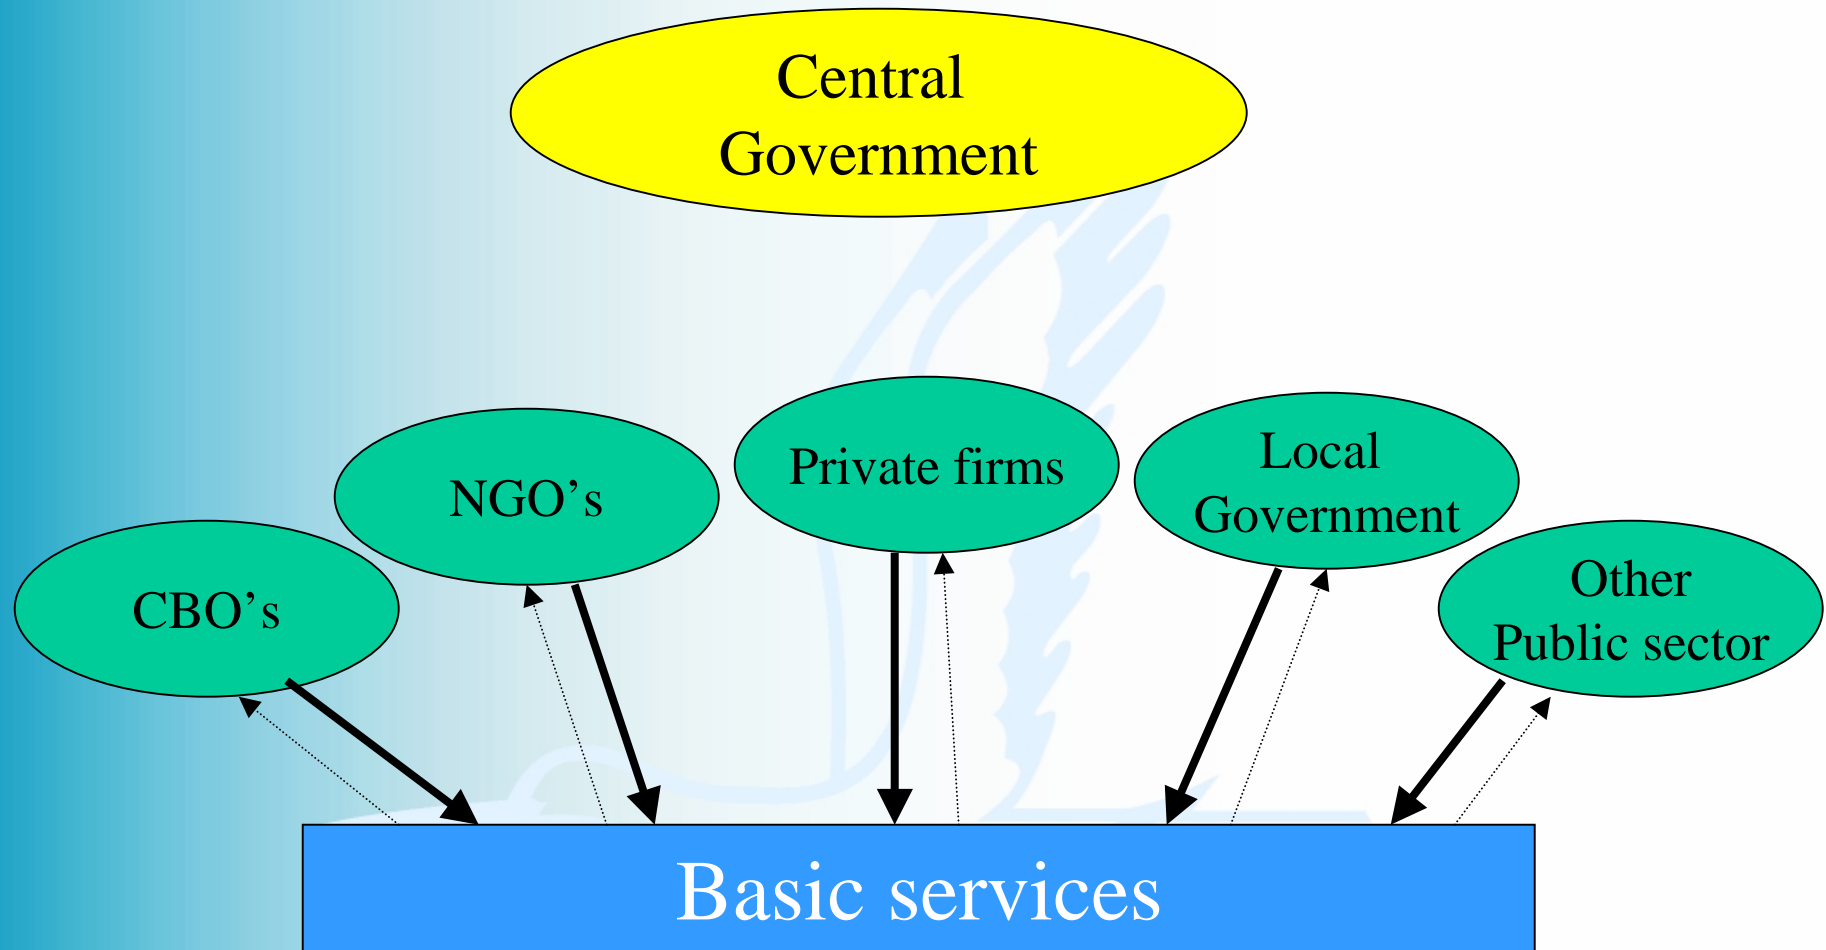 Central
Government
Private firms
Local
Government
NGO’s
Other
Public sector
CBO’s
Basic services